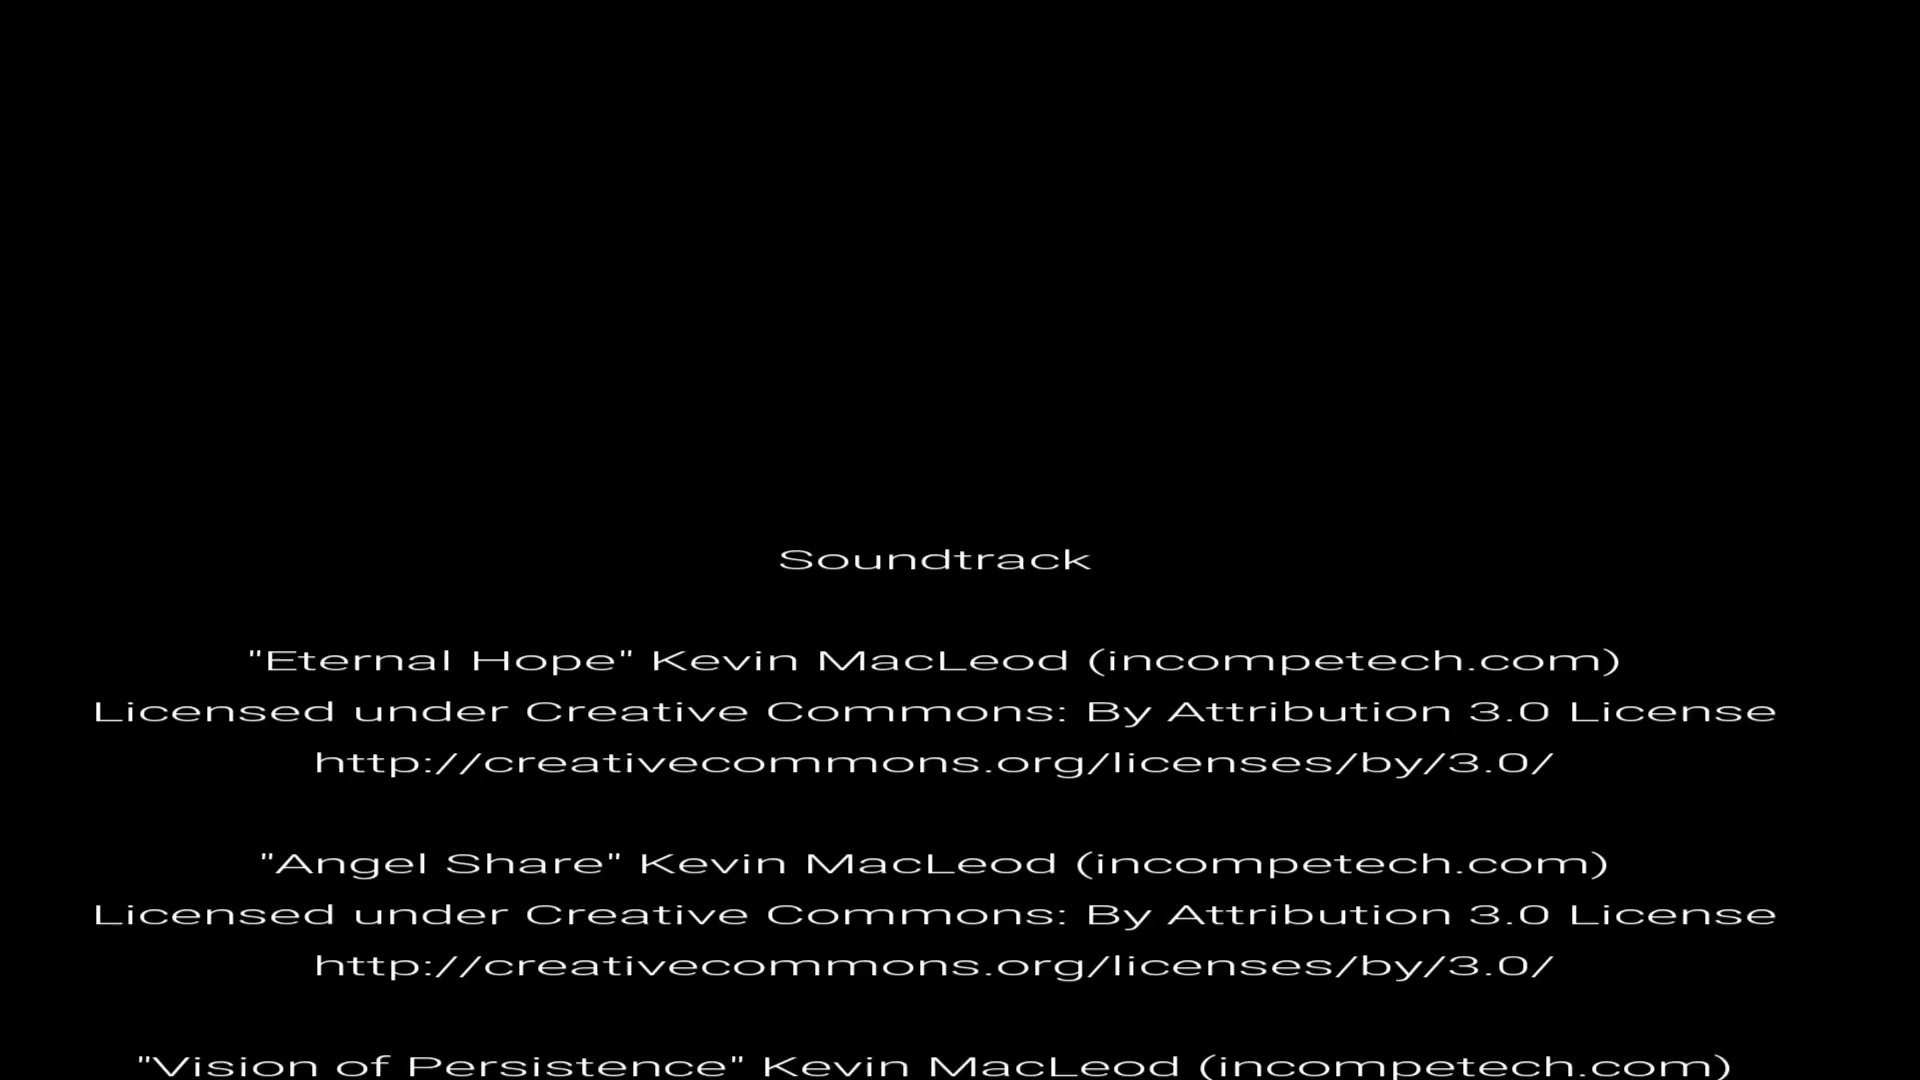 Soundtrack
"Eternal Hope" Kevin MacLeod (incompetech.com)
Licensed under Creative Commons: By Attribution 3.0 License
http://creativecommons.org/licenses/by/3.0/
"Angel Share" Kevin MacLeod (incompetech.com)
Licensed under Creative Commons: By Attribution 3.0 License
http://creativecommons.org/licenses/by/3.0/
"Vision of Persistence" Kevin MacLeod (incompetech.com)